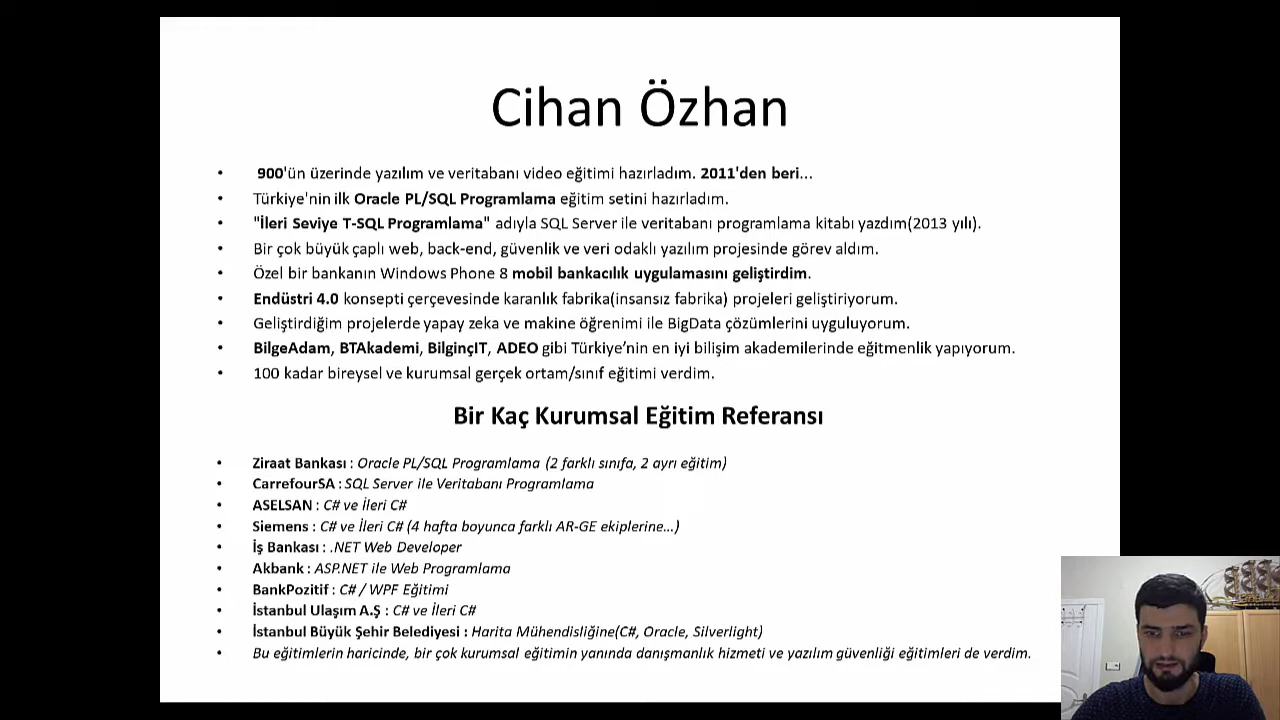 Cihan Özhan
• 900'ün üzerinde yazılım ve veritabanı video eğitimi hazırladım. 2011'den beri...
• Türkiye'nin ilk Oracle PL/SQL Programlama eğitim setini hazırladım.
• "İleri Seviye T-SQL Programlama" adıyla SQL Server ile veritabanı programlama kitabı yazdım(2013 yılı).
• Bir çok büyük çaplı web, back-end, güvenlik ve veri odaklı yazılım projesinde görev aldım.
• Özel bir bankanın Windows Phone 8 mobil bankacılık uygulamasını geliştirdim.
• Endüstri 4.0 konsepti çerçevesinde karanlık fabrika(insansız fabrika) projeleri geliştiriyorum.
• Geliştirdiğim projelerde yapay zeka ve makine öğrenimi ile BigData çözümlerini uyguluyorum.
• BilgeAdam, BTAkademi, BilginçIT, ADEO gibi Türkiye’nin en iyi bilişim akademilerinde eğitmenlik yapıyorum.
• 100 kadar bireysel ve kurumsal gerçek ortam/sınıf eğitimi verdim.
Bir Kaç Kurumsal Eğitim Referansı
• Ziraat Bankası : Oracle PL/SQL Programlama (2 farklı sınıfa, 2 ayrı eğitim)
• CarrefourSA : SQL Server ile Veritabanı Programlama
• ASELSAN : C# ve İleri C#
• Siemens : C# ve İleri C# (4 hafta boyunca farklı AR-GE ekiplerine...)
• İş Bankası : .NET Web Developer
• Akbank : ASP.NET ile Web Programlama
• BankPozitif : C# / WPF Eğitimi
• İstanbul Ulaşım A.Ş : C# ve İleri C#
• İstanbul Büyük Şehir Belediyesi : Harita Mühendisliğine(C#, Oracle, Silverlight)
• Bu eğitimlerin haricinde, bir çok kurumsal eğitimin yanında danışmanlık hizmeti ve yazılım güvenliği eğitimleri de verdim.